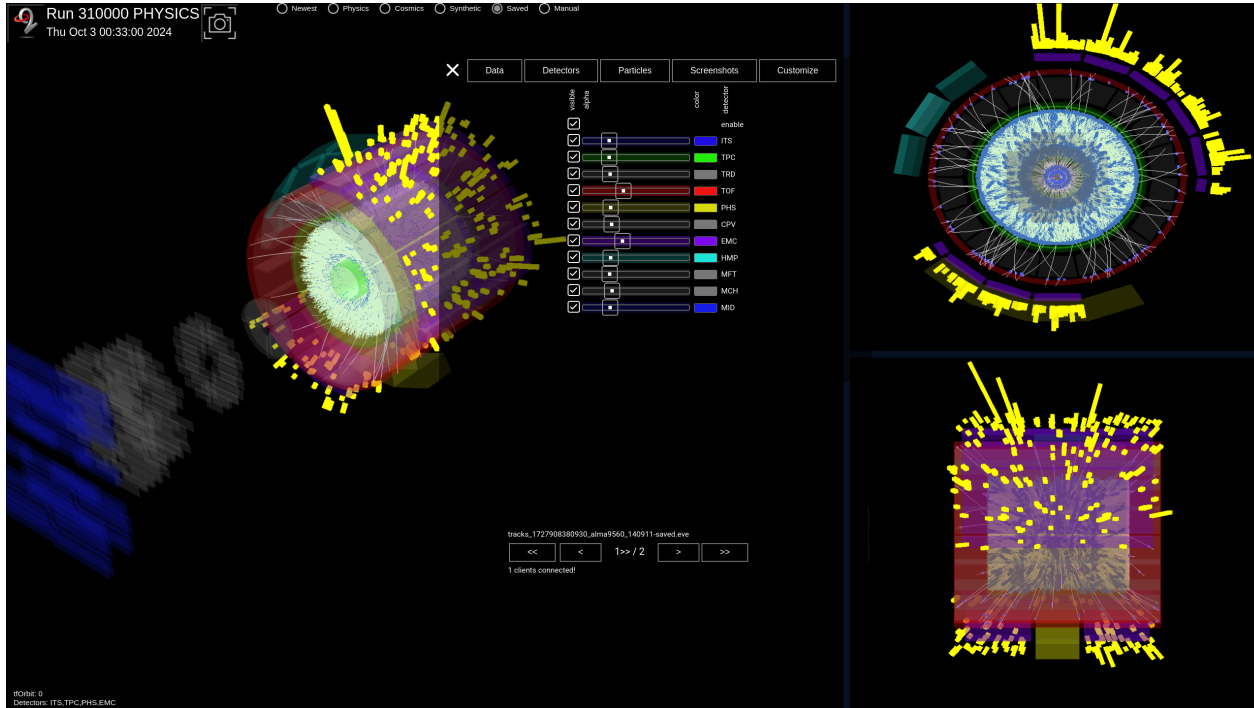 Run 310000 PHYSICS
Thu Oct 3 00:33:00 2024
Newest Physics Cosmics Synthetic Saved Manual
Data Detectors Particles Screenshots Customize
visible alpha color detector
enable
ITS
TPC
TRD
TOF
PHS
CPV
EMC
HMP
MFT
MCH
MID
tracks_1727908380930_alma9560_140911-saved.eve
<< < 1>> / 2 > >>
1 clients connected!
tfOrbit: 0
Detectors: ITS,TPC,PHS,EMC